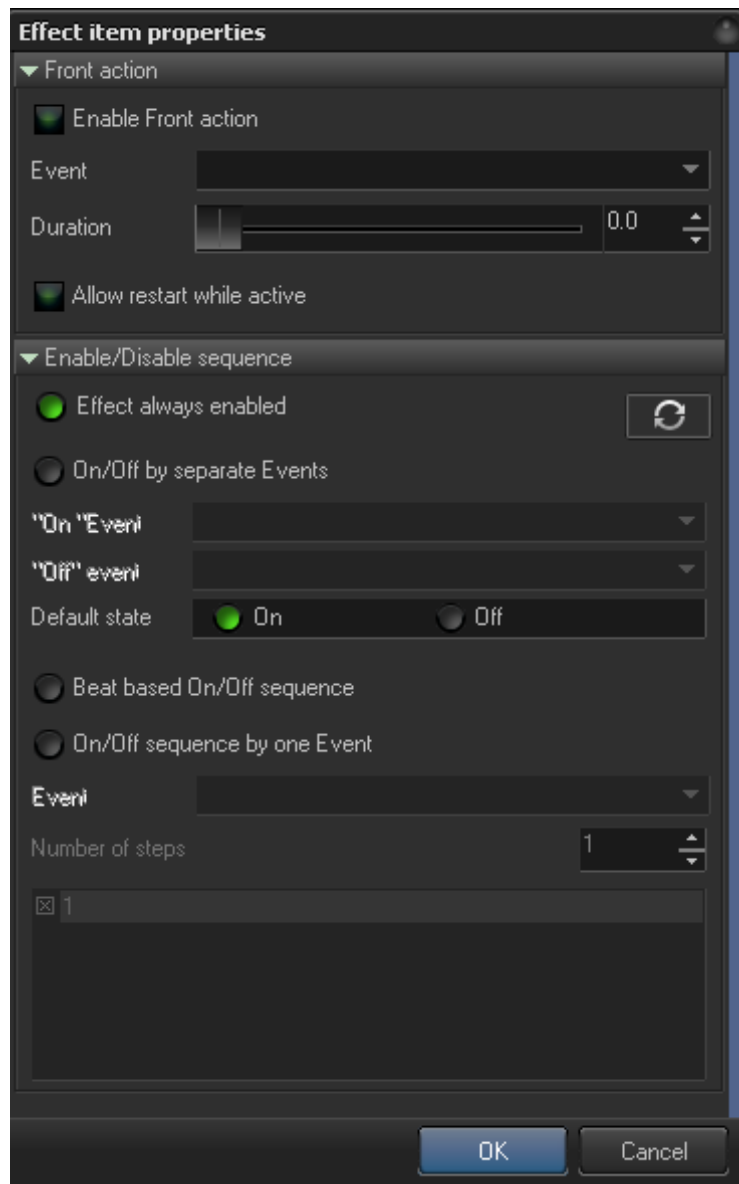 Effect item properties
Front action
Enable Front action
Event
Duration 0.0
Allow restart while active
Enable/Disable sequence
Effect always enabled
On/Off by separate Events
"On "Event
"Off" event
Default state On Off
Beat based On/Off sequence
On/Off sequence by one Event
Event
Number of steps 1
1
OK Cancel